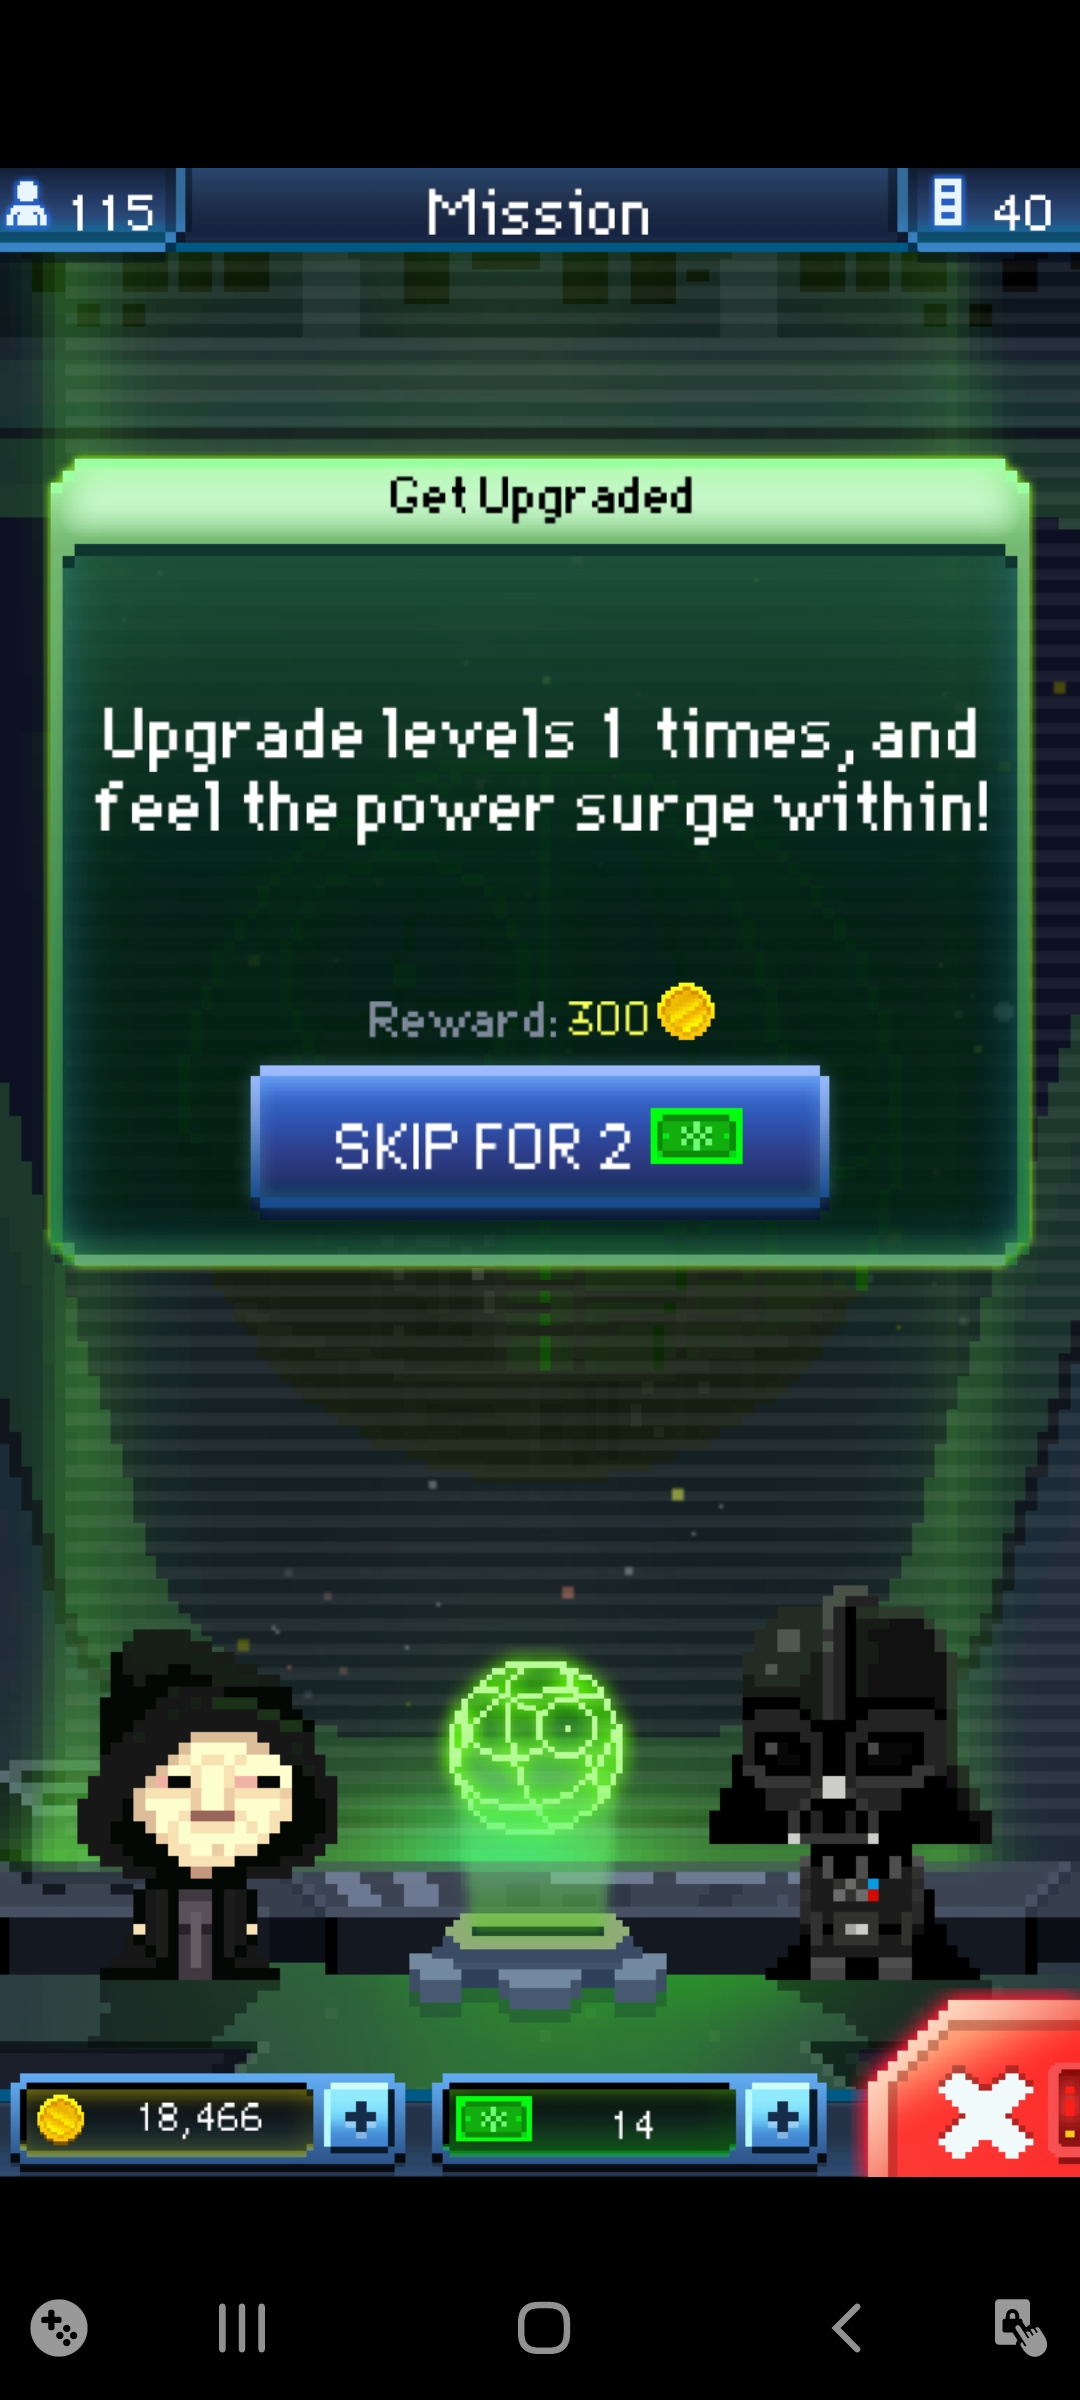 115
Mission
40
Get Upgraded
Upgrade levels 1 times, and
feel the power surge within!
Reward: 300
SKIP FOR 2
18,466
14